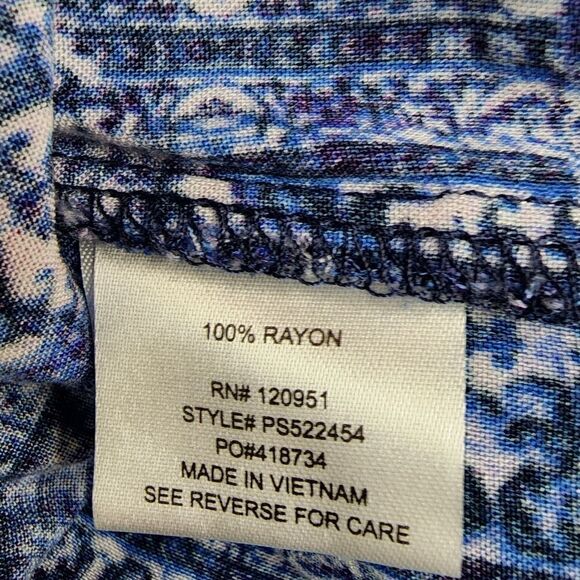 100% RAYON
RN# 120951
STYLE# PS522454
PO#418734
MADE IN VIETNAM
SEE REVERSE FOR CARE